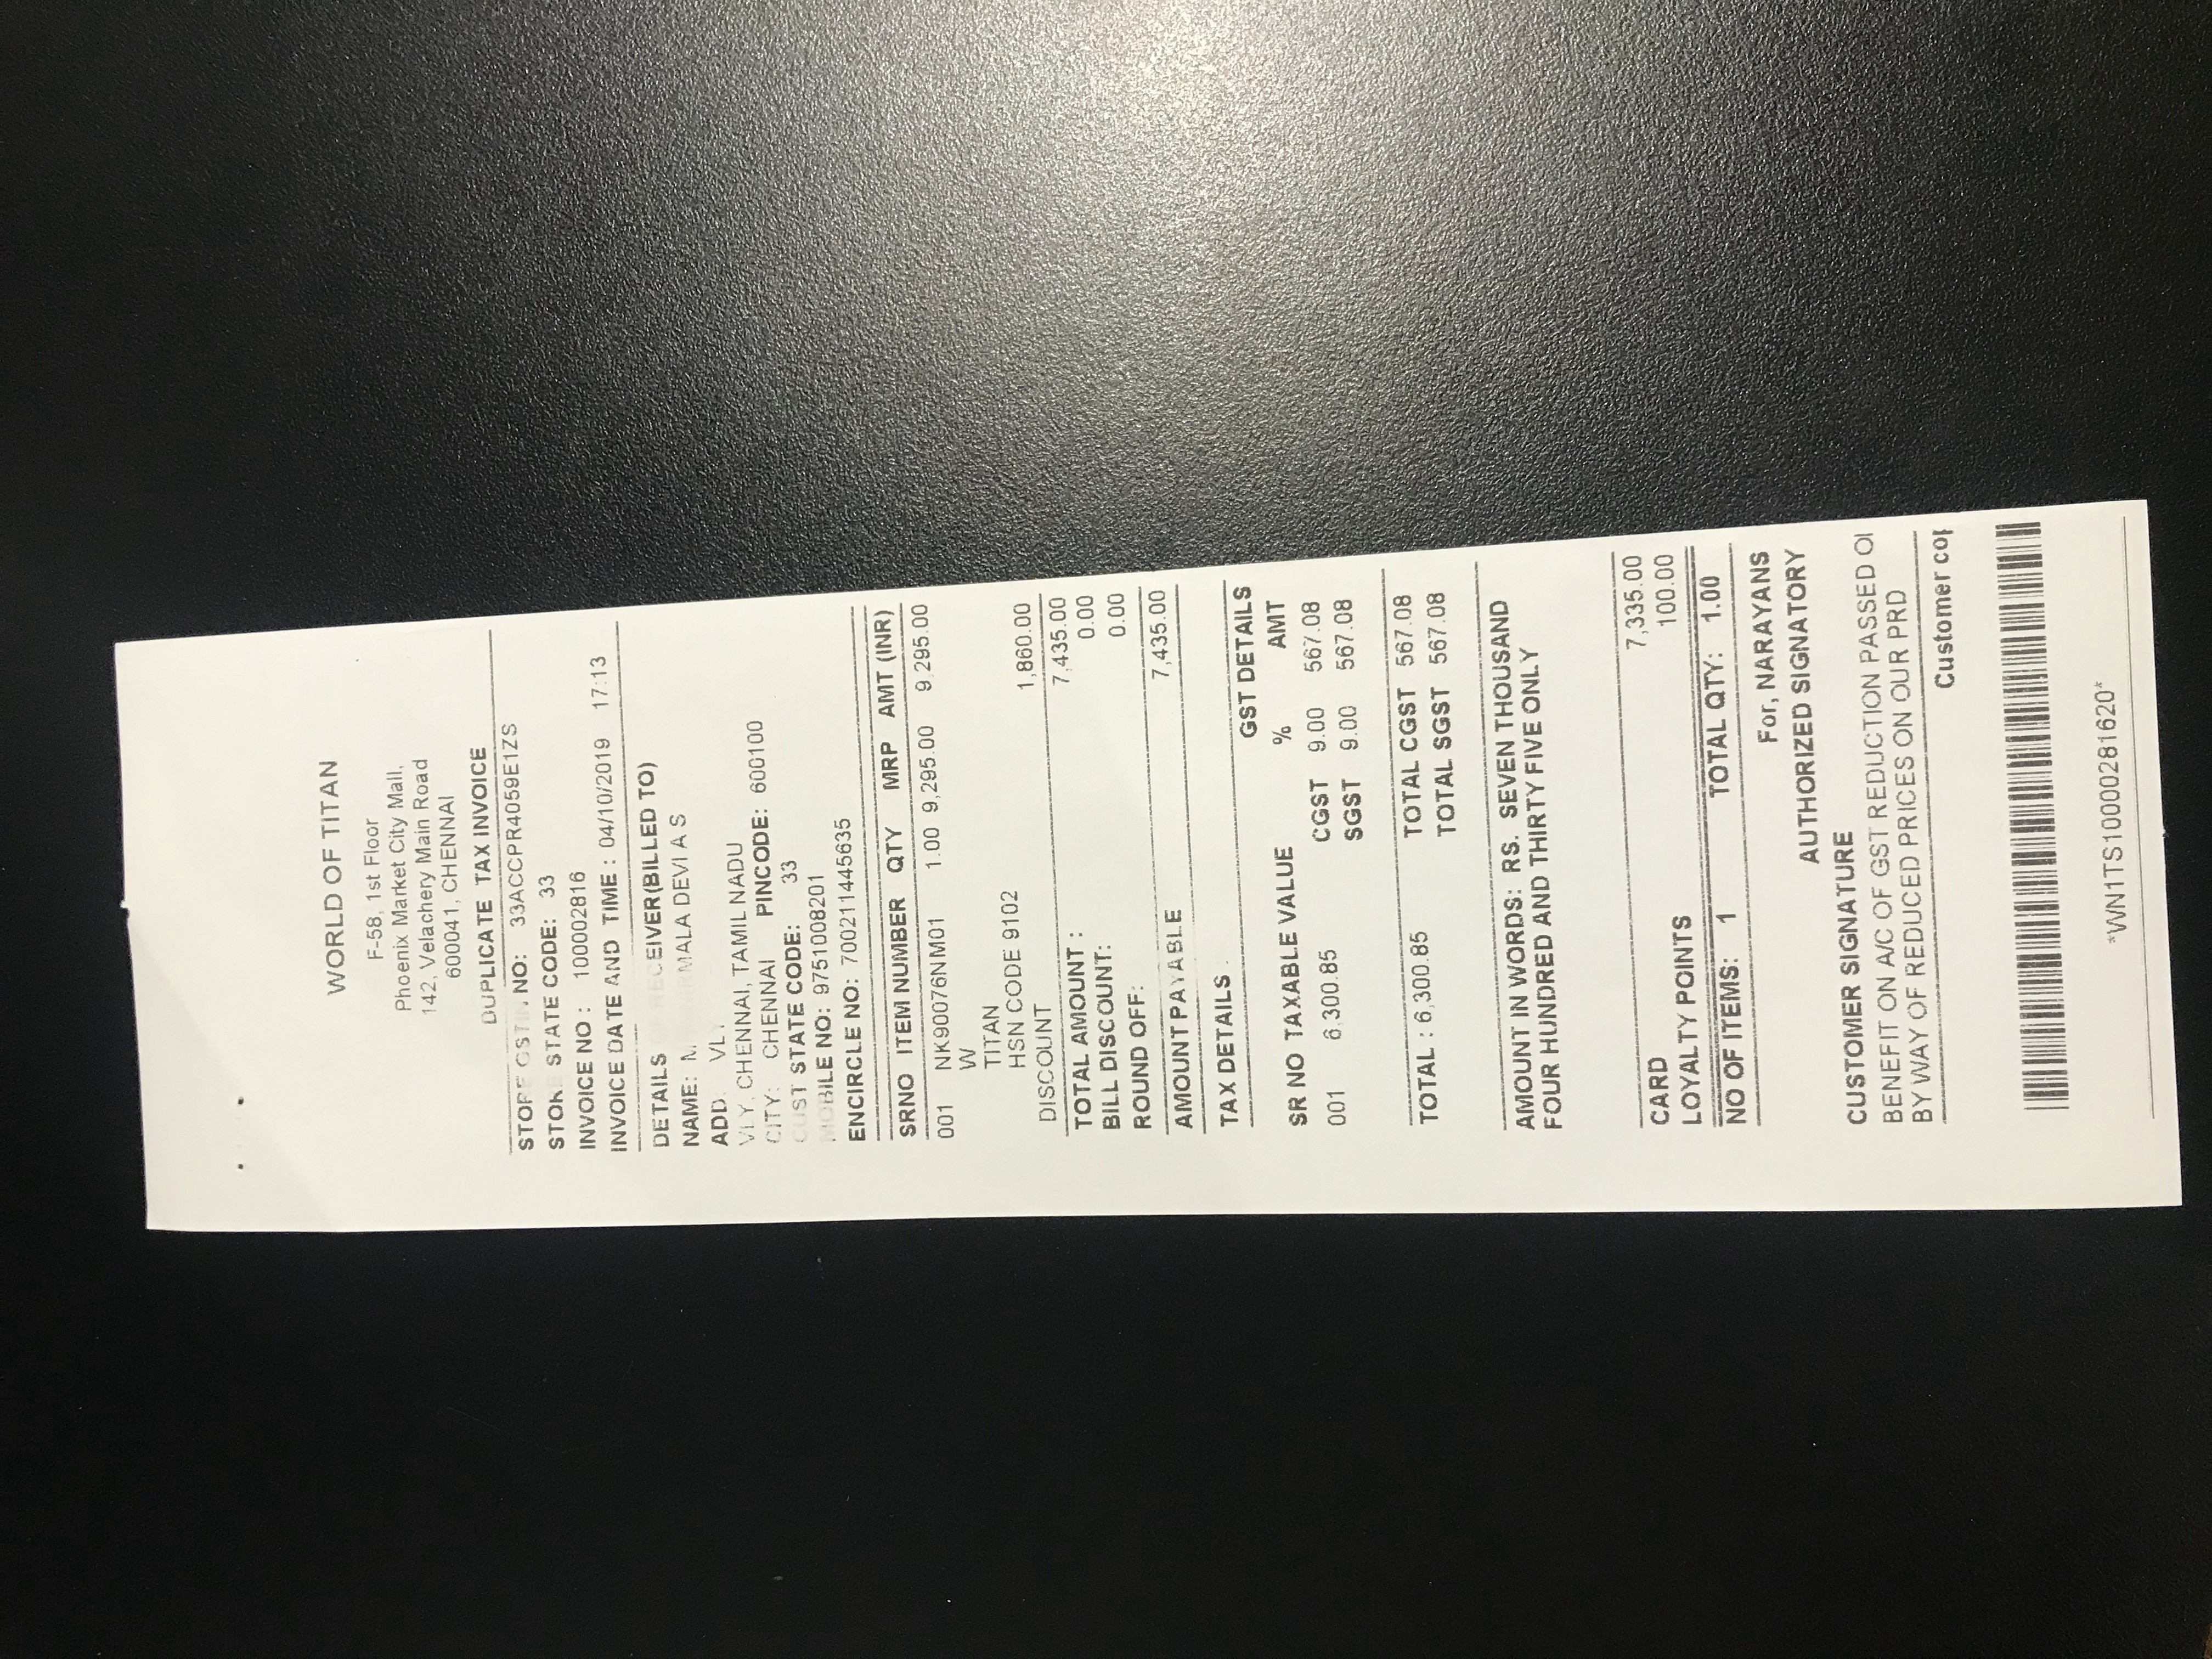 WORLD OF TITAN
F-58, 1st Floor
Phoenix Market City Mall,
142, Velachery Main Road
600041, CHENNAI
DUPLICATE TAX INVOICE
STORE GSTIN NO: 33ACCPR4059E1ZS
STORE STATE CODE: 33
INVOICE NO : 100002816
INVOICE DATE AND TIME : 04/10/2019 17:13
DETAILS OF RECEIVER(BILLED TO)
NAME: DEVI A S
ADD: VLY
VLY, CHENNAI, TAMIL NADU
CITY: CHENNAI PINCODE: 600100
CUST STATE CODE: 33
MOBILE NO: 9751008201
ENCIRCLE NO: 700211445635
SRNO ITEM NUMBER QTY MRP AMT (INR)
001 NK90076NM01 1.00 9,295.00 9,295.00
W
TITAN
HSN CODE 9102
DISCOUNT 1,860.00
TOTAL AMOUNT : 7,435.00
BILL DISCOUNT: 0.00
ROUND OFF: 0.00
AMOUNT PAYABLE 7,435.00
TAX DETAILS
GST DETAILS
SR NO TAXABLE VALUE % AMT
001 6,300.85 CGST 9.00 567.08
SGST 9.00 567.08
TOTAL : 6,300.85 TOTAL CGST 567.08
TOTAL SGST 567.08
AMOUNT IN WORDS: RS. SEVEN THOUSAND
FOUR HUNDRED AND THIRTY FIVE ONLY
CARD 7,335.00
LOYALTY POINTS 100.00
NO OF ITEMS: 1 TOTAL QTY: 1.00
For, NARAYANS
AUTHORIZED SIGNATORY
CUSTOMER SIGNATURE
BENEFIT ON A/C OF GST REDUCTION PASSED
BY WAY OF REDUCED PRICES ON OUR PRD
Customer
*WN1TS10000281620*